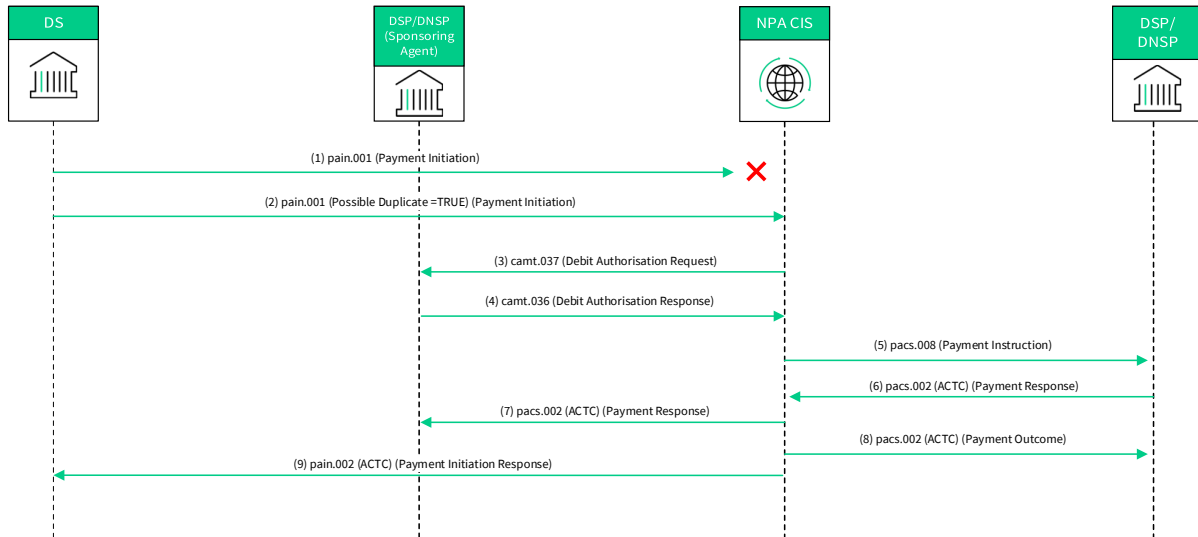 DS
DSP/DNSP
(Sponsoring
Agent)
NPA CIS
DSP/
DNSP
(1) pain.001 (Payment Initiation)
(2) pain.001 (Possible Duplicate =TRUE) (Payment Initiation)
(3) camt.037 (Debit Authorisation Request)
(4) camt.036 (Debit Authorisation Response)
(5) pacs.008 (Payment Instruction)
(6) pacs.002 (ACTC) (Payment Response)
(7) pacs.002 (ACTC) (Payment Response)
(8) pacs.002 (ACTC) (Payment Outcome)
(9) pain.002 (ACTC) (Payment Initiation Response)